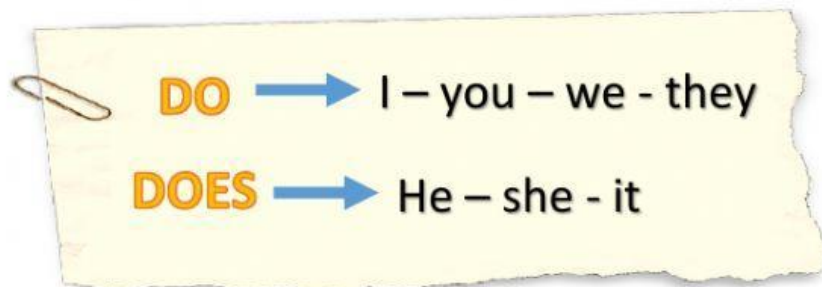 DO I – you – we - they
DOES He – she - it